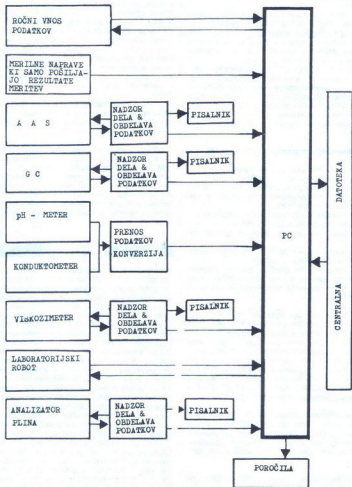 ROČNI VNOS
PODATKOV
MERILNE NAPRAVE
KI SAMO POŠILJA-
JO REZULTATE
MERITEV
A A S
NADZOR
DELA &
OBDELAVA
PODATKOV
PISALNIK
G C
NADZOR
DELA &
OBDELAVA
PODATKOV
PISALNIK
pH - METER
KONDUKTOMETER
PRENOS
PODATKOV
KONVERZIJA
VISKOZIMETER
NADZOR
DELA &
OBDELAVA
PODATKOV
PISALNIK
LABORATORIJSKI
ROBOT
ANALIZATOR
PLINA
NADZOR
DELA &
OBDELAVA
PODATKOV
PISALNIK
PC
CENTRALNA DATOTEKA
POROČILA